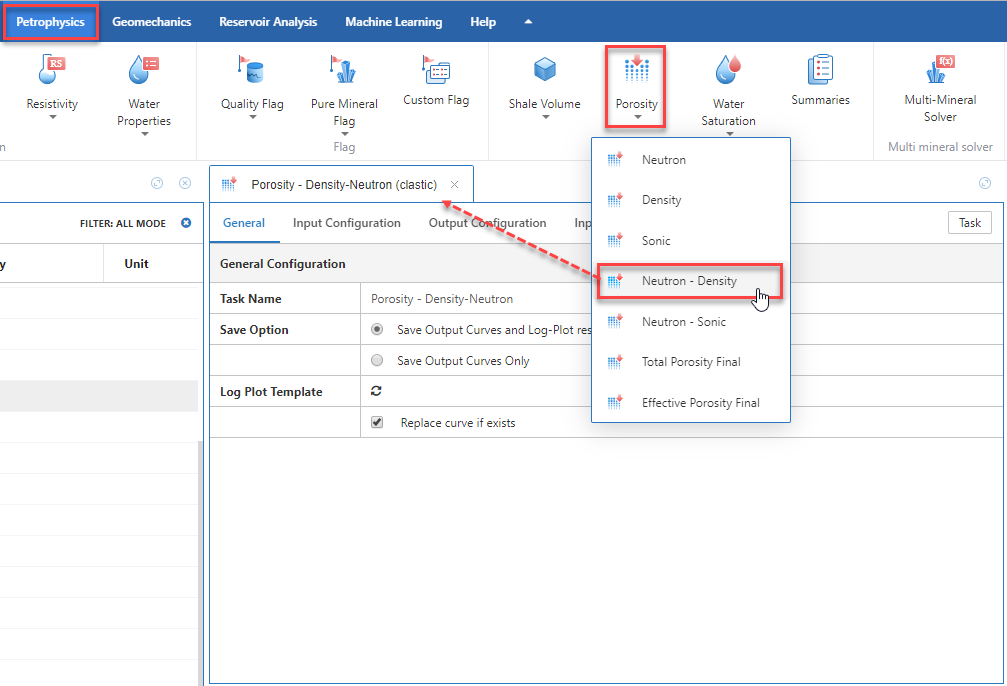 Petrophysics Geomechanics Reservoir Analysis Machine Learning Help
RS
f(x)
Resistivity
Water
Properties
Quality Flag
Pure Mineral
Flag
Custom Flag
Shale Volume
Porosity
Water
Saturation
Summaries
Multi-Mineral
Solver
n
Flag
Multi mineral solver
FILTER: ALL MODE
y
Unit
Porosity - Density-Neutron (clastic)
General Input Configuration Output Configuration Inp
Task
General Configuration
Task Name Porosity - Density-Neutron
Save Option Save Output Curves and Log-Plot res
Save Output Curves Only
Log Plot Template
Replace curve if exists
Neutron
Density
Sonic
Neutron - Density
Neutron - Sonic
Total Porosity Final
Effective Porosity Final